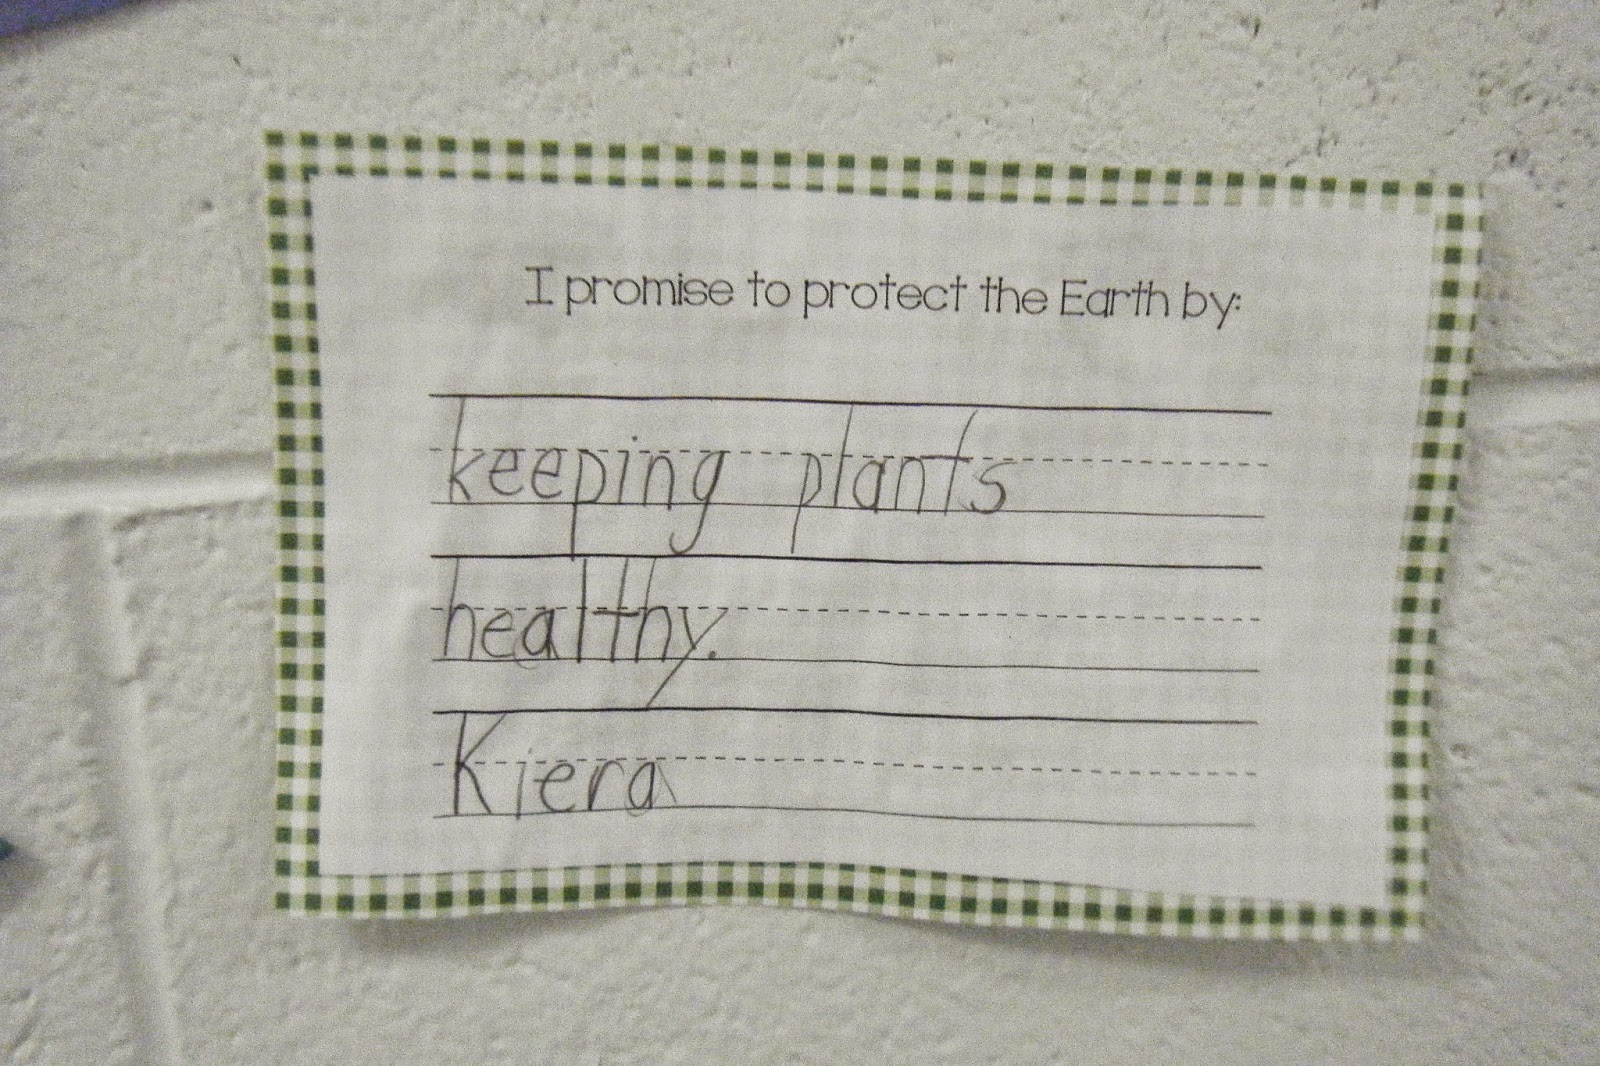 I promise to protect the Earth by:
keeping plants
healthy.
Kiera